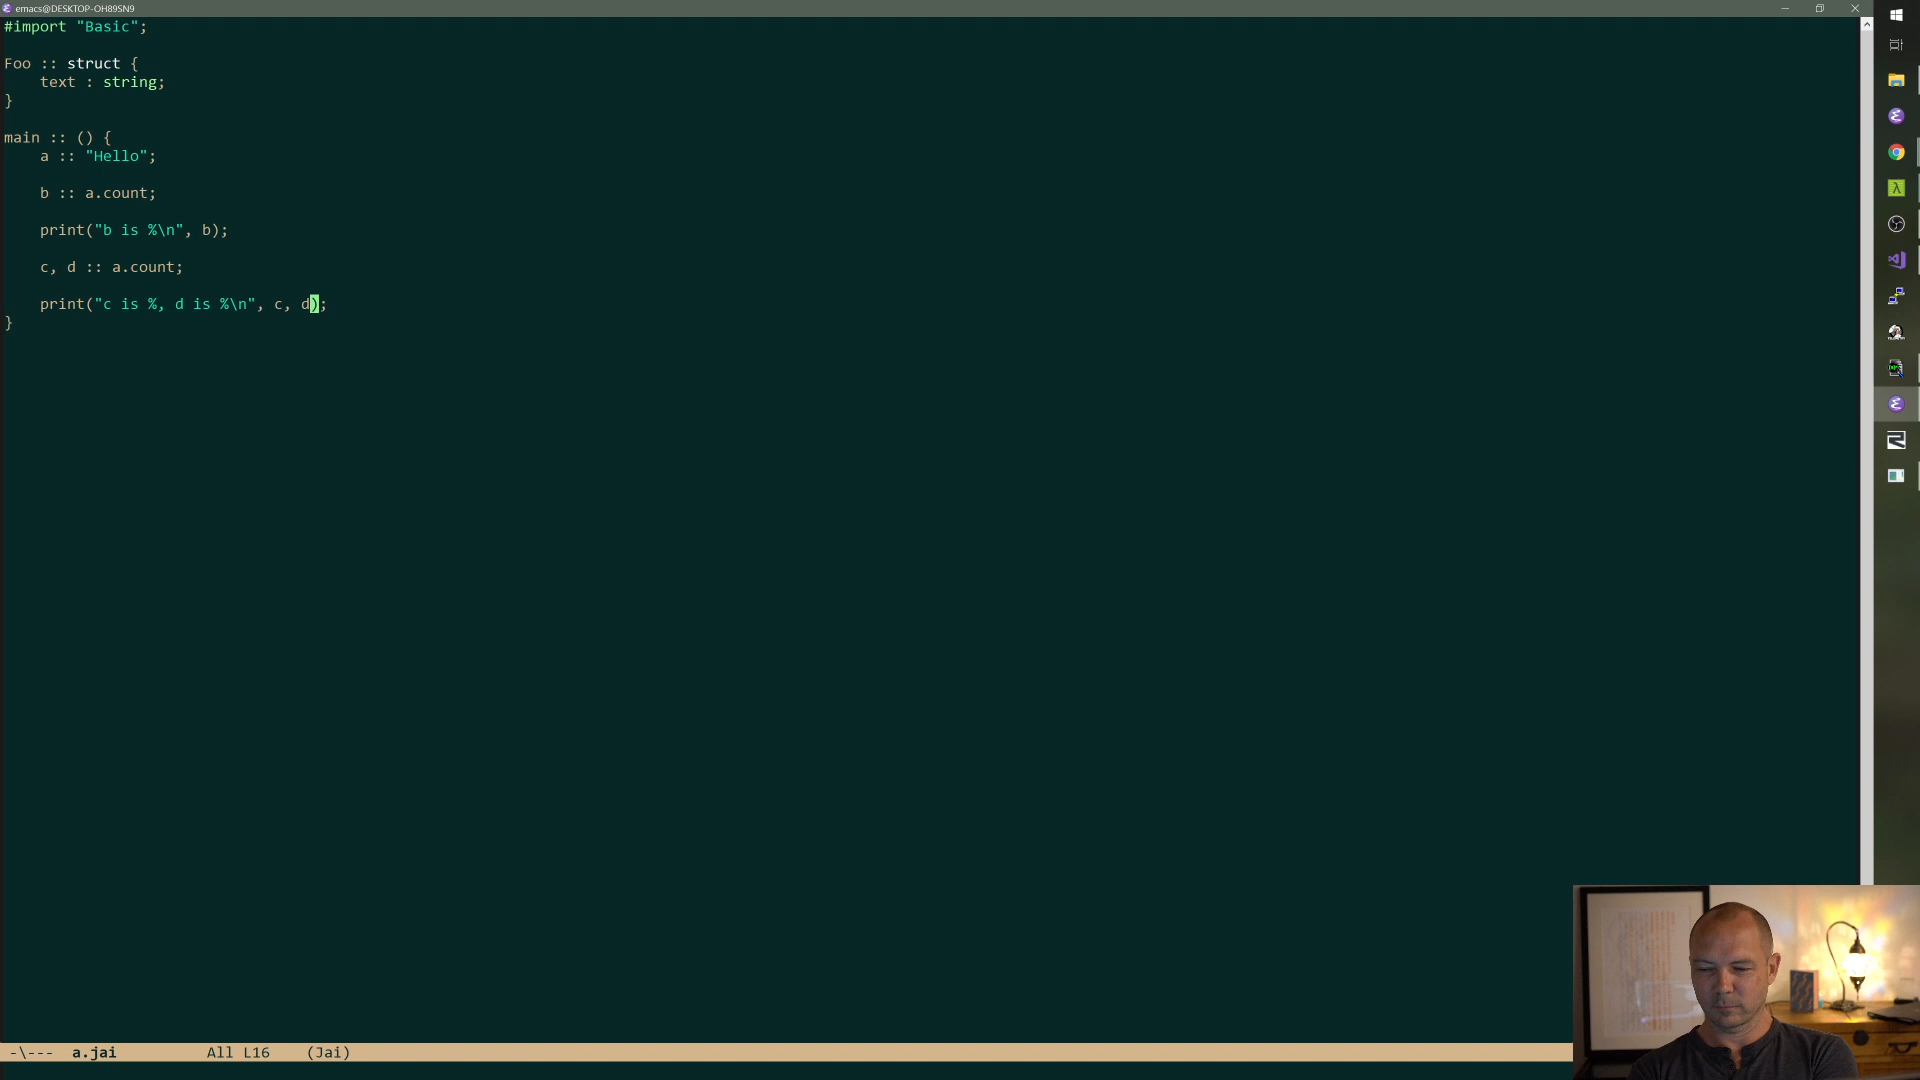 emacs@DESKTOP-OH89SN9
#import "Basic";
Foo :: struct {
    text : string;
}
main :: () {
    a :: "Hello";
    b :: a.count;
    print("b is %\n", b);
    c, d :: a.count;
    print("c is %, d is %\n", c, d);
}
-\--- a.jai All L16 (Jai)